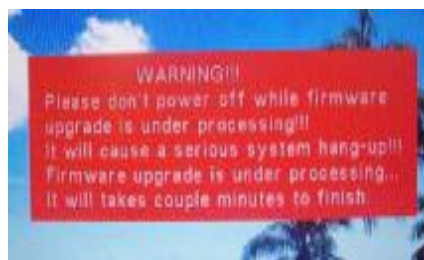 WARNING!!!
Please don't power off while firmware
upgrade is under processing!!!
It will cause a serious system hang-up!!!
Firmware upgrade is under processing...
It will takes couple minutes to finish.